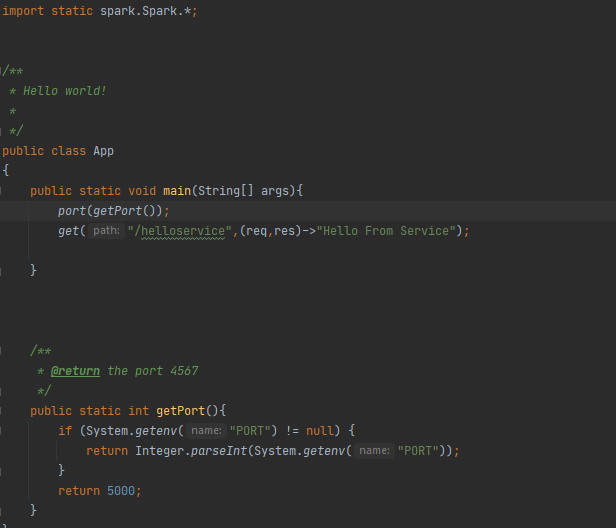 import static spark.Spark.*;
/**
 * Hello world!
 *
 */
public class App
{
    public static void main(String[] args){
        port(getPort());
        get( path: "/helloservice",(req,res)->"Hello From Service");
    }
    /**
     * @return the port 4567
     */
    public static int getPort(){
        if (System.getenv( name: "PORT") != null) {
            return Integer.parseInt(System.getenv( name: "PORT"));
        }
        return 5000;
    }
}